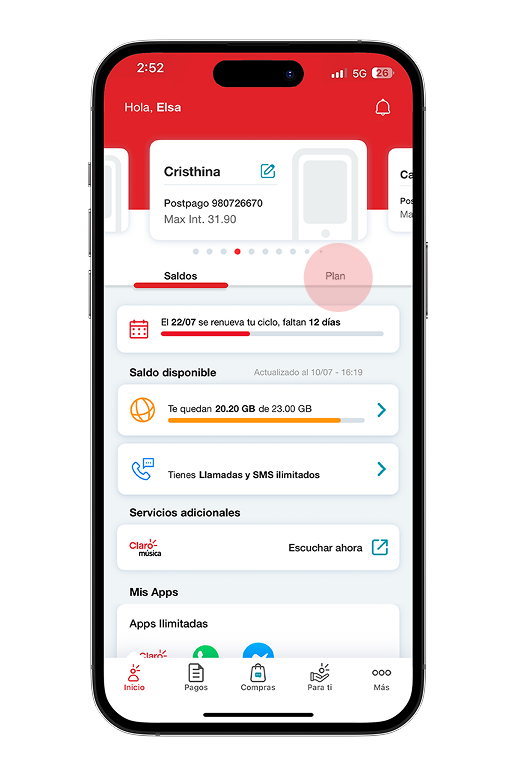 2:52
5G 26
Hola, Elsa
Cristhina
Postpago 980726670
Max Int. 31.90
Ca
Pos
Ma
Saldos
Plan
El 22/07 se renueva tu ciclo, faltan 12 días
Saldo disponible
Actualizado al 10/07 - 16:19
Te quedan 20.20 GB de 23.00 GB
Tienes Llamadas y SMS ilimitados
Servicios adicionales
Claro
música
Escuchar ahora
Mis Apps
Apps Ilimitadas
Claro
Inicio
Pagos
Compras
Para ti
Más